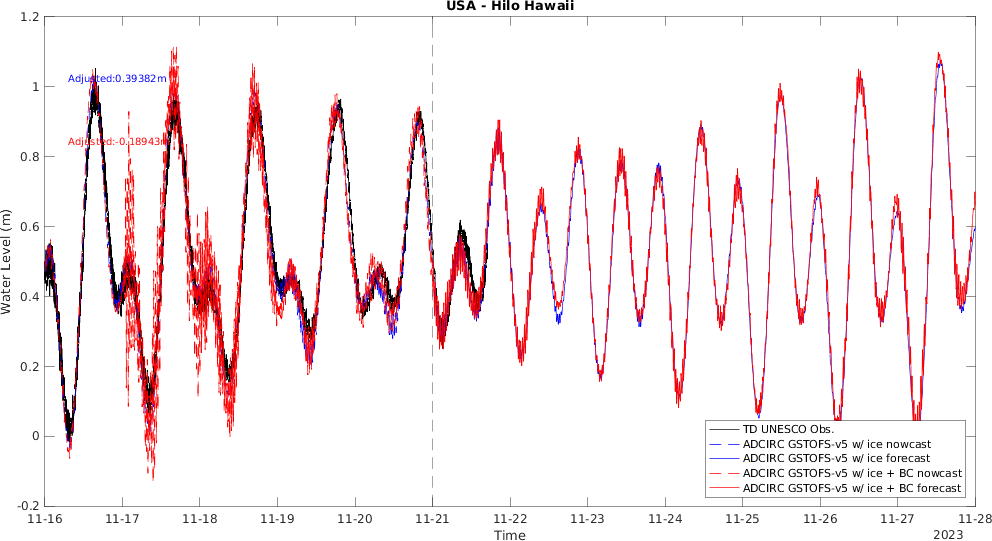 USA - Hilo Hawaii
1.2
1
0.8
0.6
0.4
0.2
0
-0.2
Water Level (m)
Adjusted:0.39382m
Adjusted:-0.18943m
TD UNESCO Obs.
ADCIRC GSTOFS-v5 w/ ice nowcast
ADCIRC GSTOFS-v5 w/ ice forecast
ADCIRC GSTOFS-v5 w/ ice + BC nowcast
ADCIRC GSTOFS-v5 w/ ice + BC forecast
11-16 11-17 11-18 11-19 11-20 11-21 11-22 11-23 11-24 11-25 11-26 11-27 11-28
Time
2023